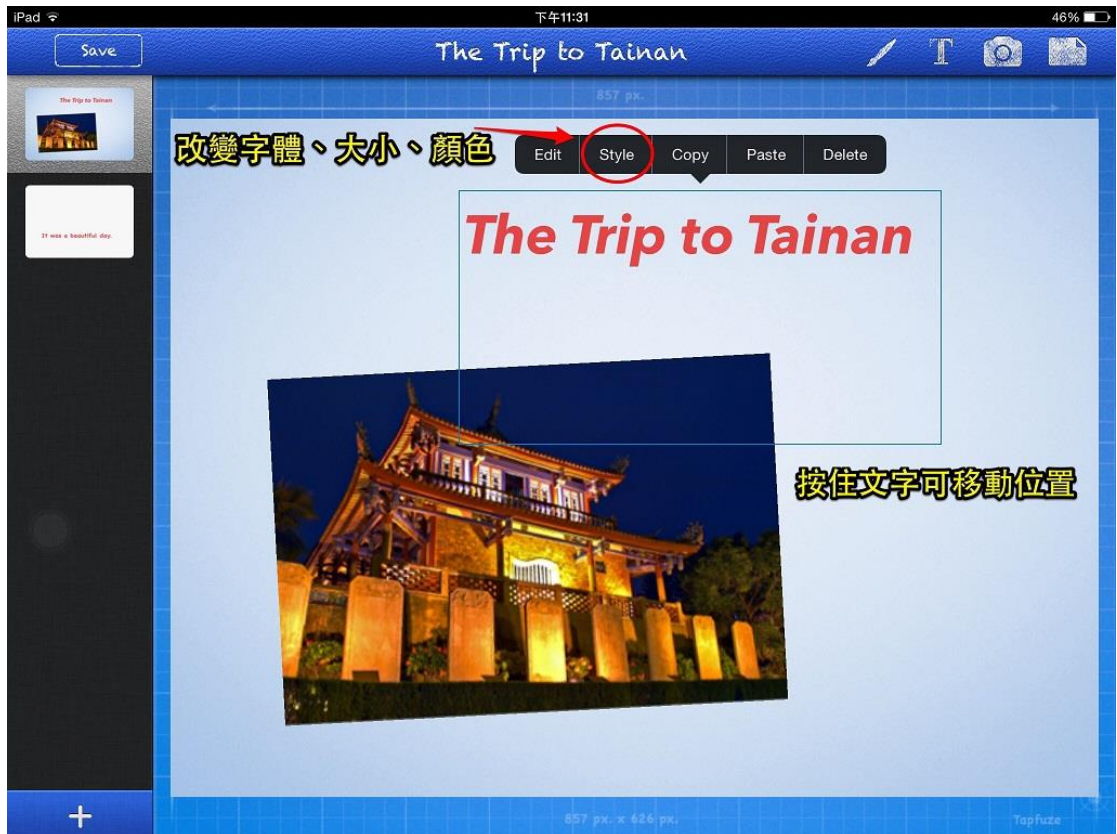 iPad 下午11:31 46%
Save The Trip to Tainan T
The Trip to Tainan
It was a beautiful day.
857 px.
改變字體、大小、顏色
Edit Style Copy Paste Delete
The Trip to Tainan
按住文字可移動位置
+
857 px. x 626 px.
Tapfuze